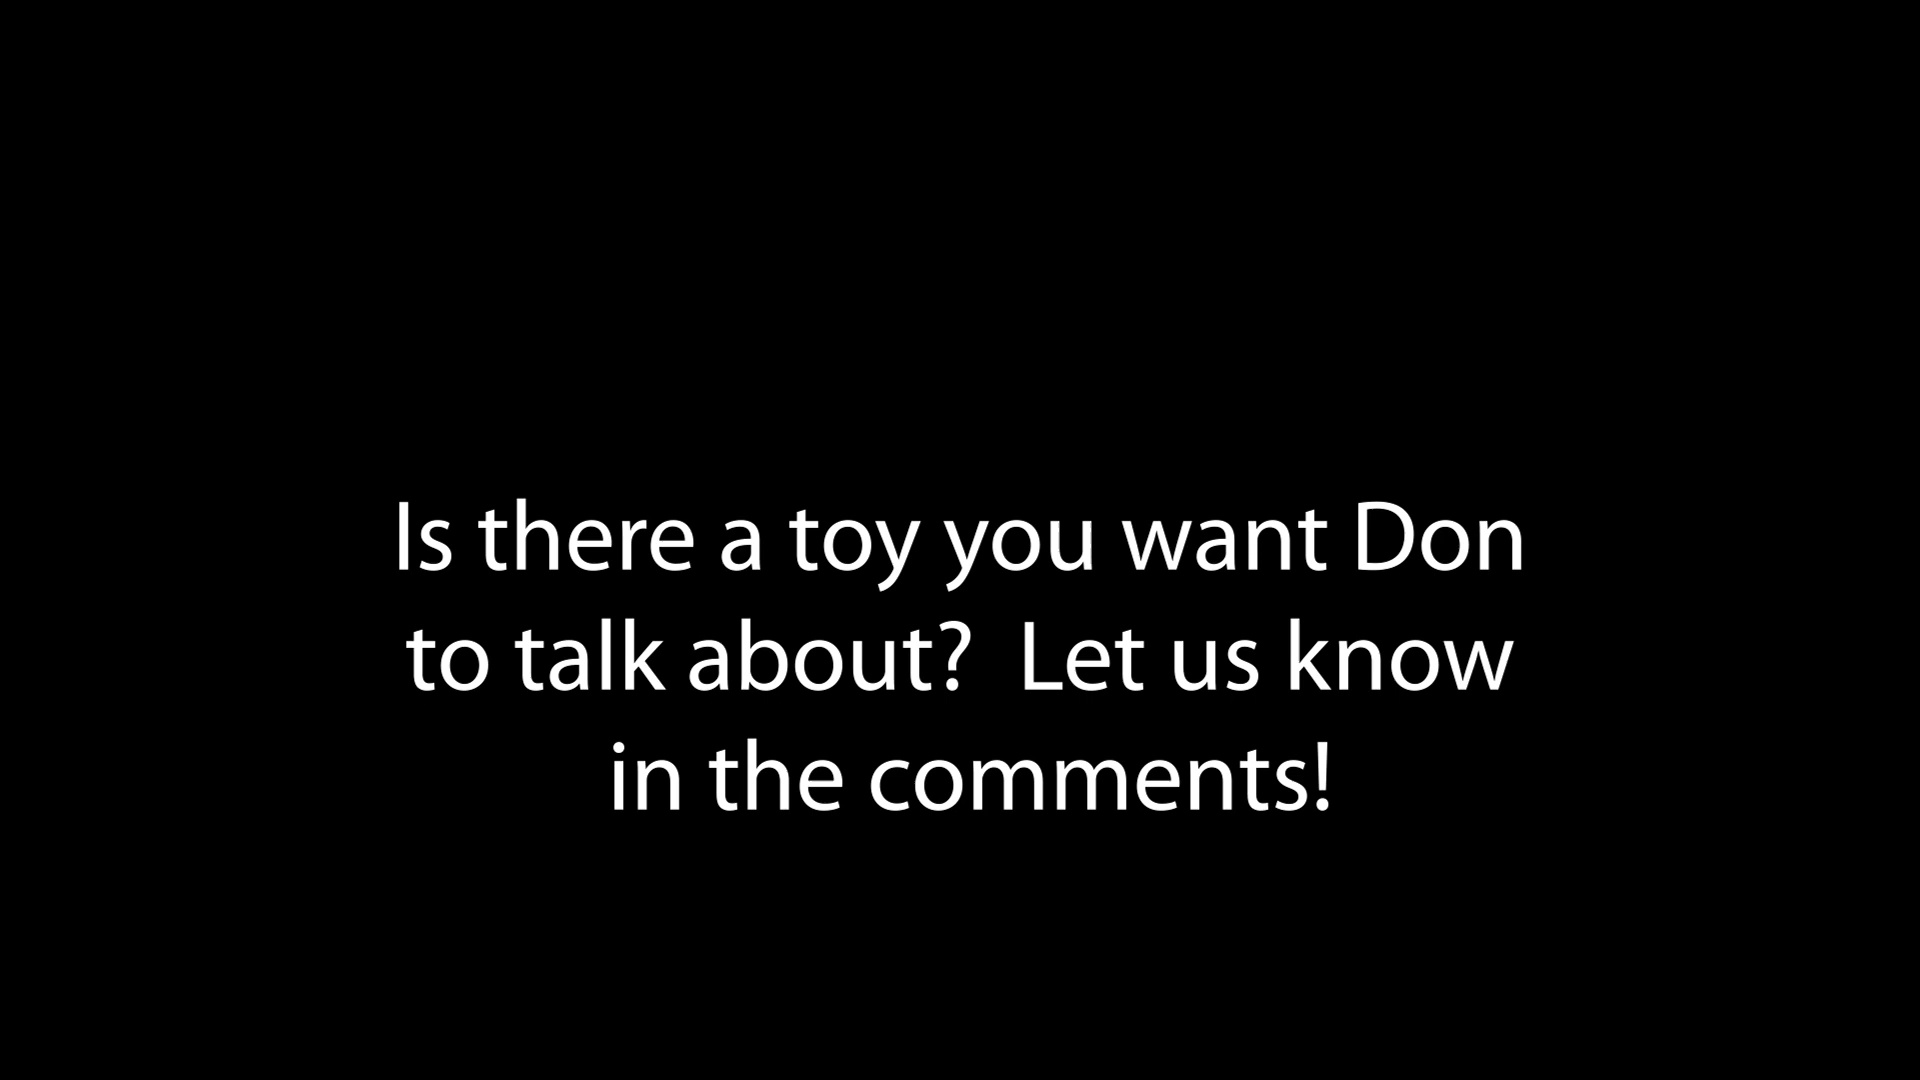 Is there a toy you want Don
to talk about?  Let us know
in the comments!